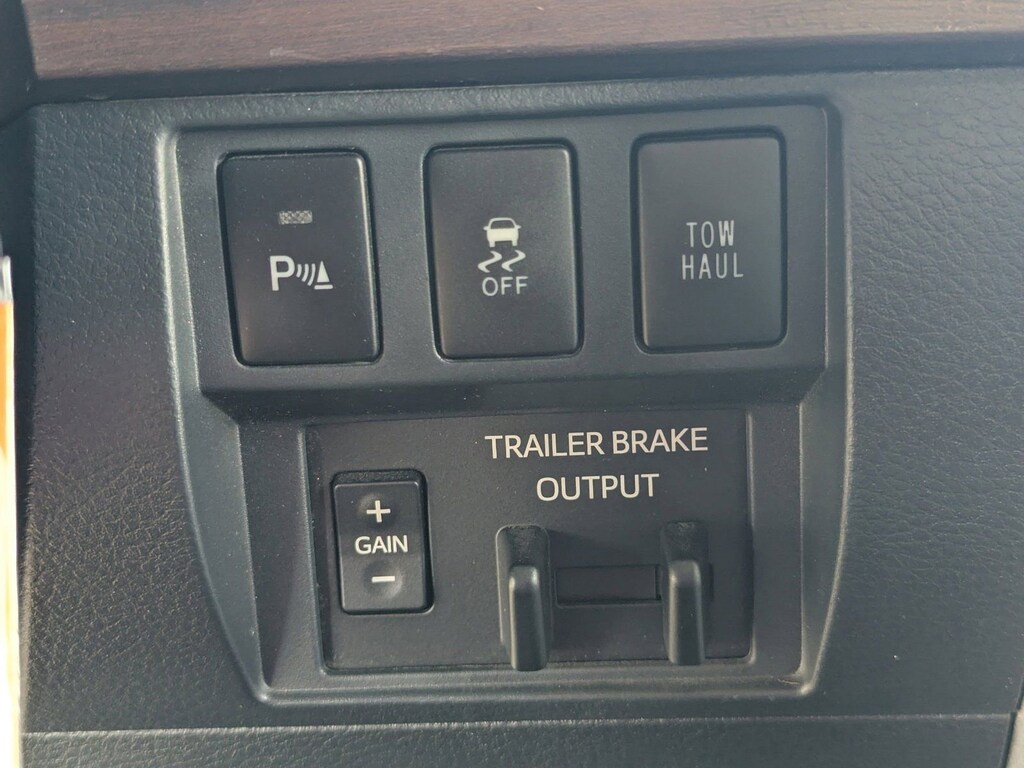 P
OFF
TOW
HAUL
TRAILER BRAKE
OUTPUT
+
GAIN
-